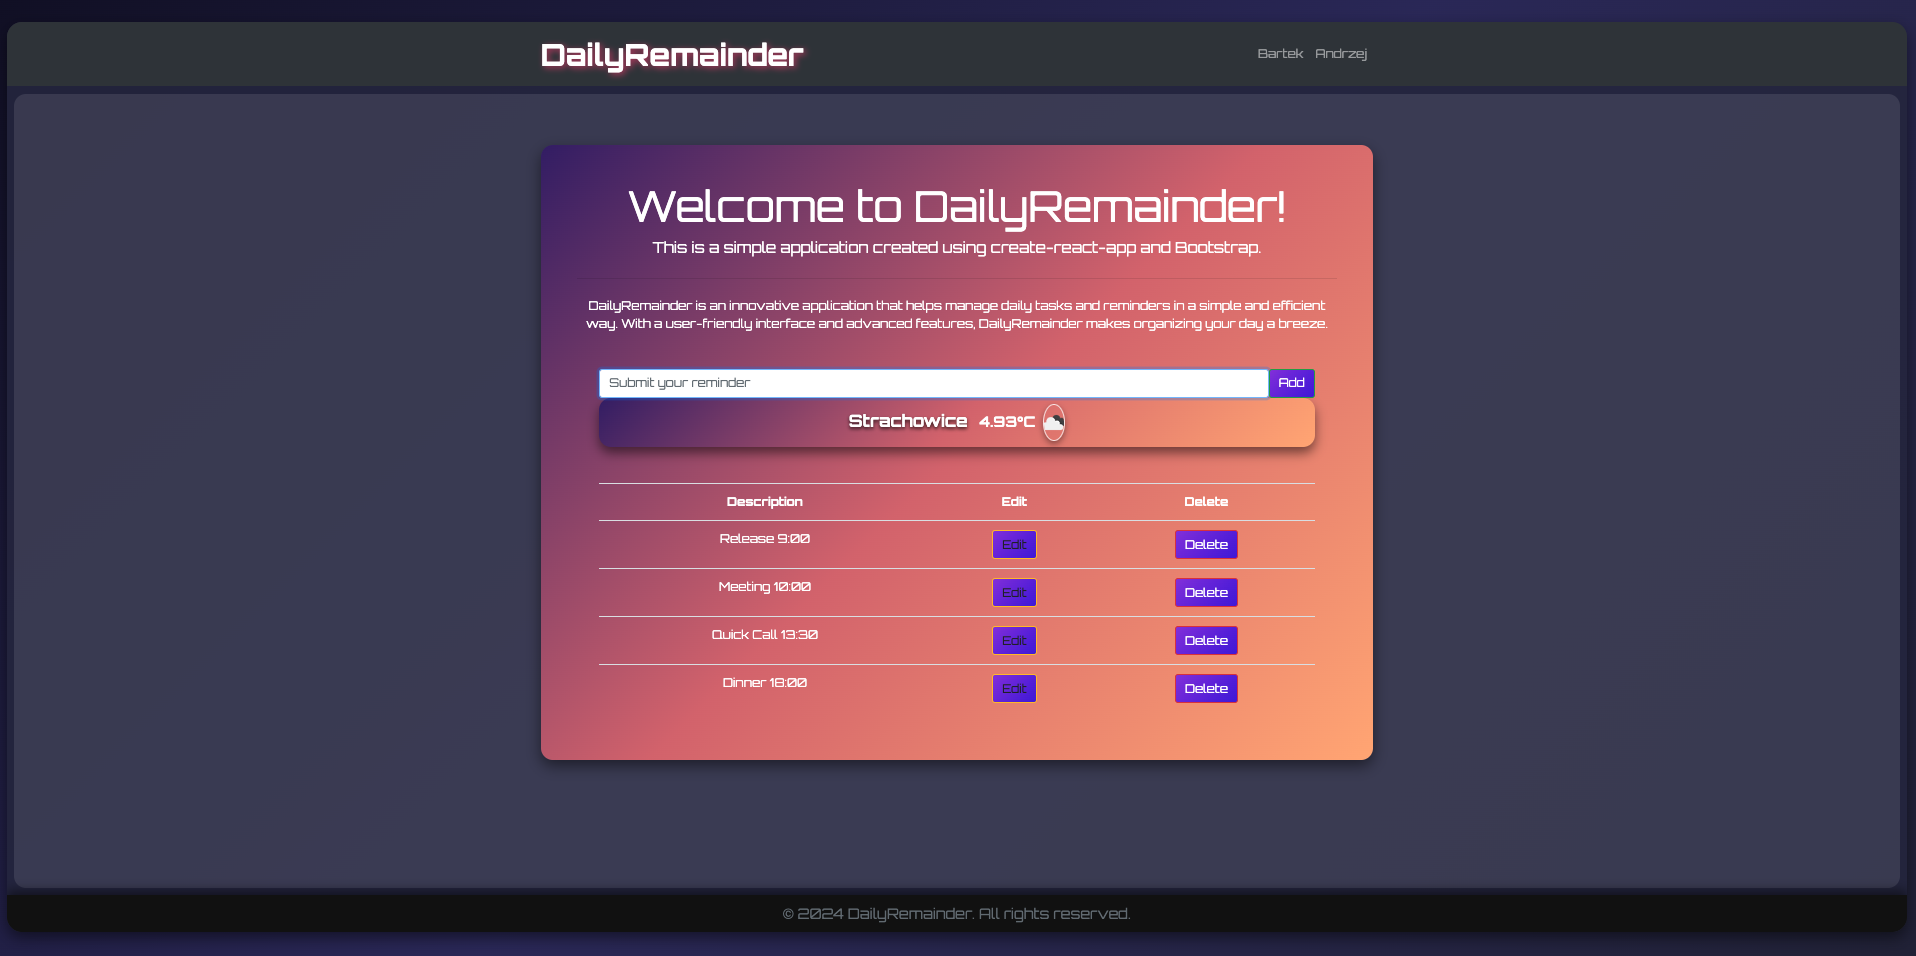 DailyRemainder
Bartek Andrzej
Welcome to DailyRemainder!
This is a simple application created using create-react-app and Bootstrap.
DailyRemainder is an innovative application that helps manage daily tasks and reminders in a simple and efficient
way. With a user-friendly interface and advanced features, DailyRemainder makes organizing your day a breeze.
Submit your reminder Add
Strachowice 4.93°C
Description Edit Delete
Release 9:00 Edit Delete
Meeting 10:00 Edit Delete
Quick Call 13:30 Edit Delete
Dinner 18:00 Edit Delete
© 2024 DailyRemainder. All rights reserved.